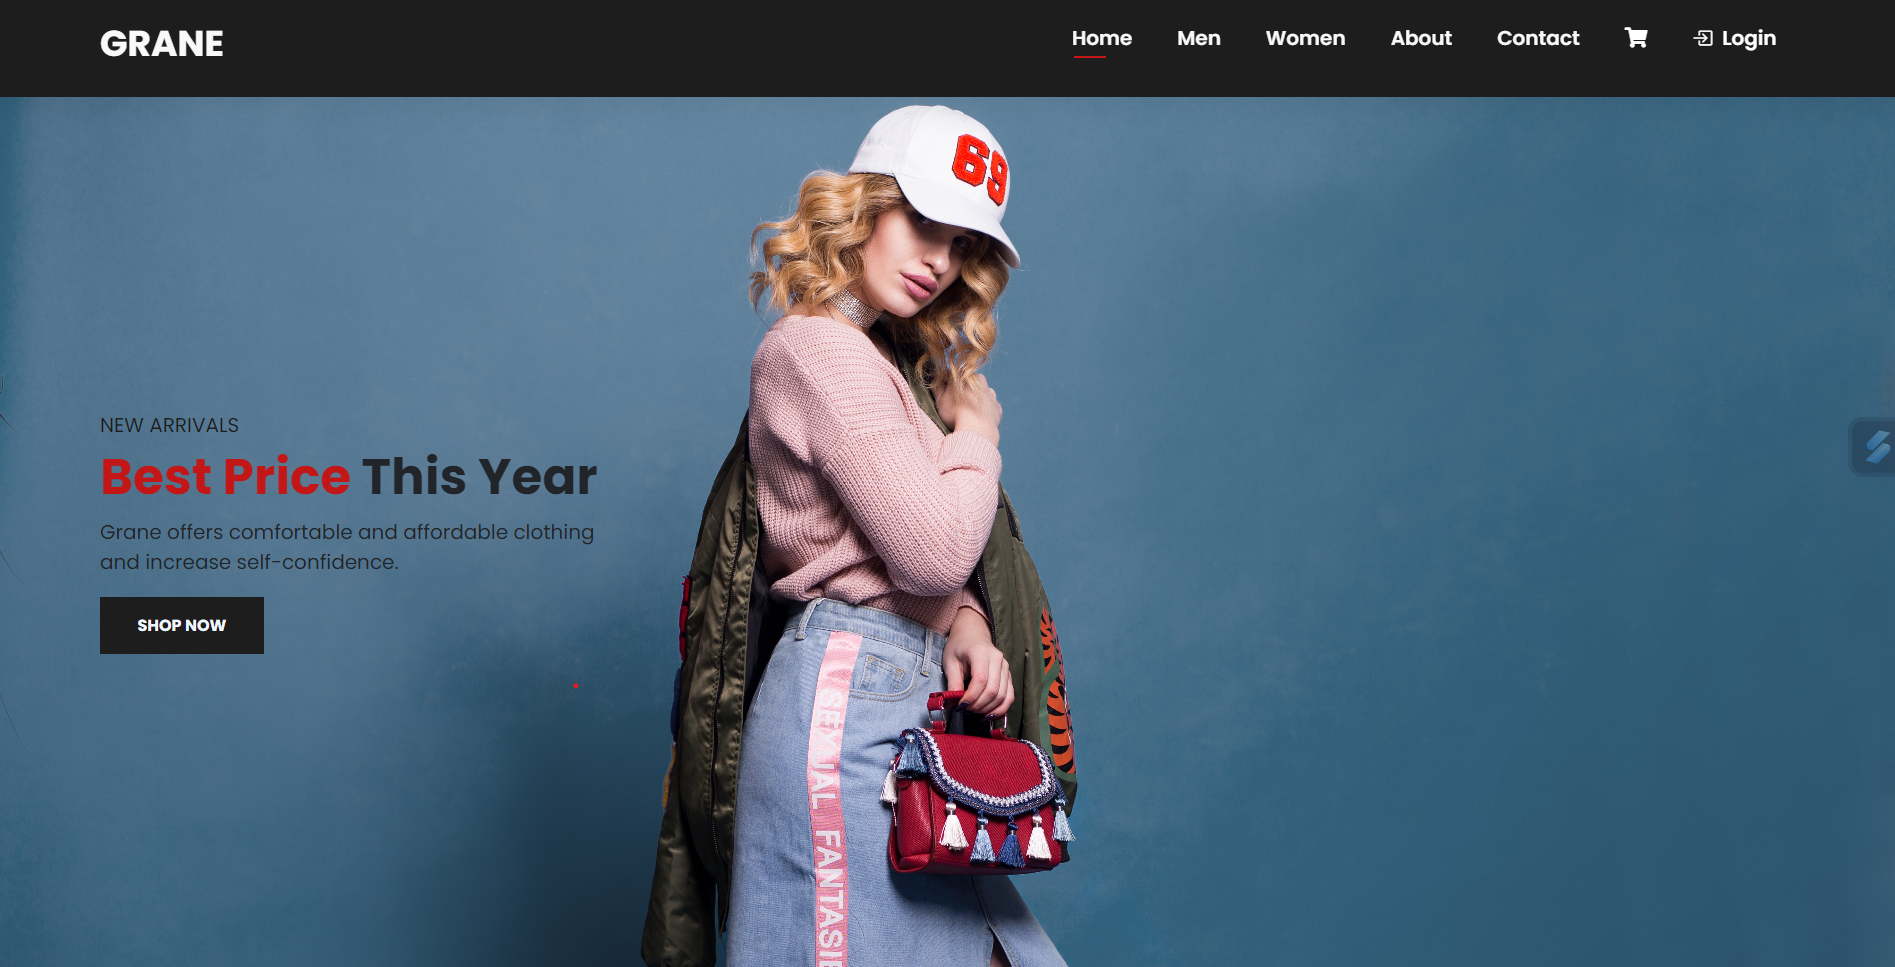 GRANE
Home Men Women About Contact Login
69
NEW ARRIVALS
Best Price This Year
Grane offers comfortable and affordable clothing
and increase self-confidence.
SHOP NOW
SEXUAL FANTASIE